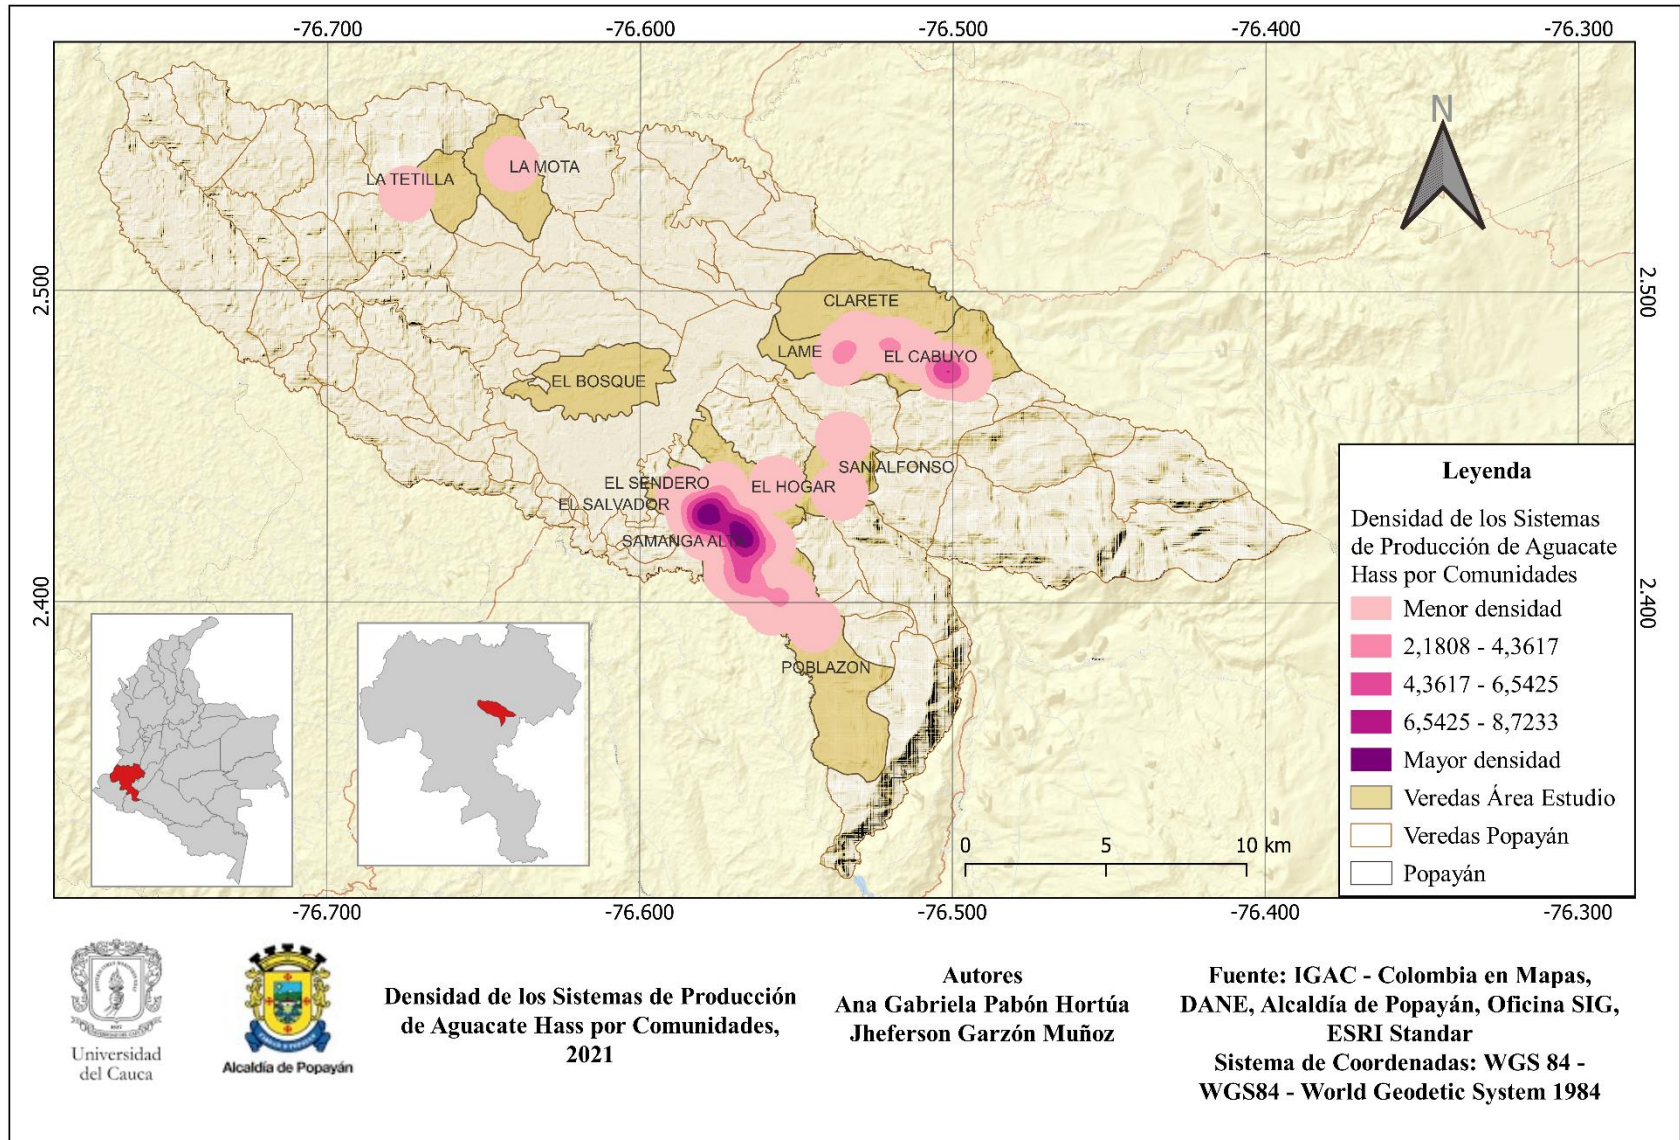 -76.700
-76.600
-76.500
-76.400
-76.300
N
LA MOTA
LA TETILLA
2.500
2.500
CLARETE
LAME
EL CABUYO
EL BOSQUE
SAN ALFONSO
EL SENDERO
EL HOGAR
EL SALVADOR
SAMANGA ALTA
2.400
2.400
POBLAZON
Leyenda
Densidad de los Sistemas
de Producción de Aguacate
Hass por Comunidades
Menor densidad
2,1808 - 4,3617
4,3617 - 6,5425
6,5425 - 8,7233
Mayor densidad
Veredas Área Estudio
Veredas Popayán
Popayán
0 5 10 km
-76.700
-76.600
-76.500
-76.400
-76.300
Universidad
del Cauca
Alcaldía de Popayán
Densidad de los Sistemas de Producción
de Aguacate Hass por Comunidades,
2021
Autores
Ana Gabriela Pabón Hortúa
Jheferson Garzón Muñoz
Fuente: IGAC - Colombia en Mapas,
DANE, Alcaldía de Popayán, Oficina SIG,
ESRI Standar
Sistema de Coordenadas: WGS 84 -
WGS84 - World Geodetic System 1984